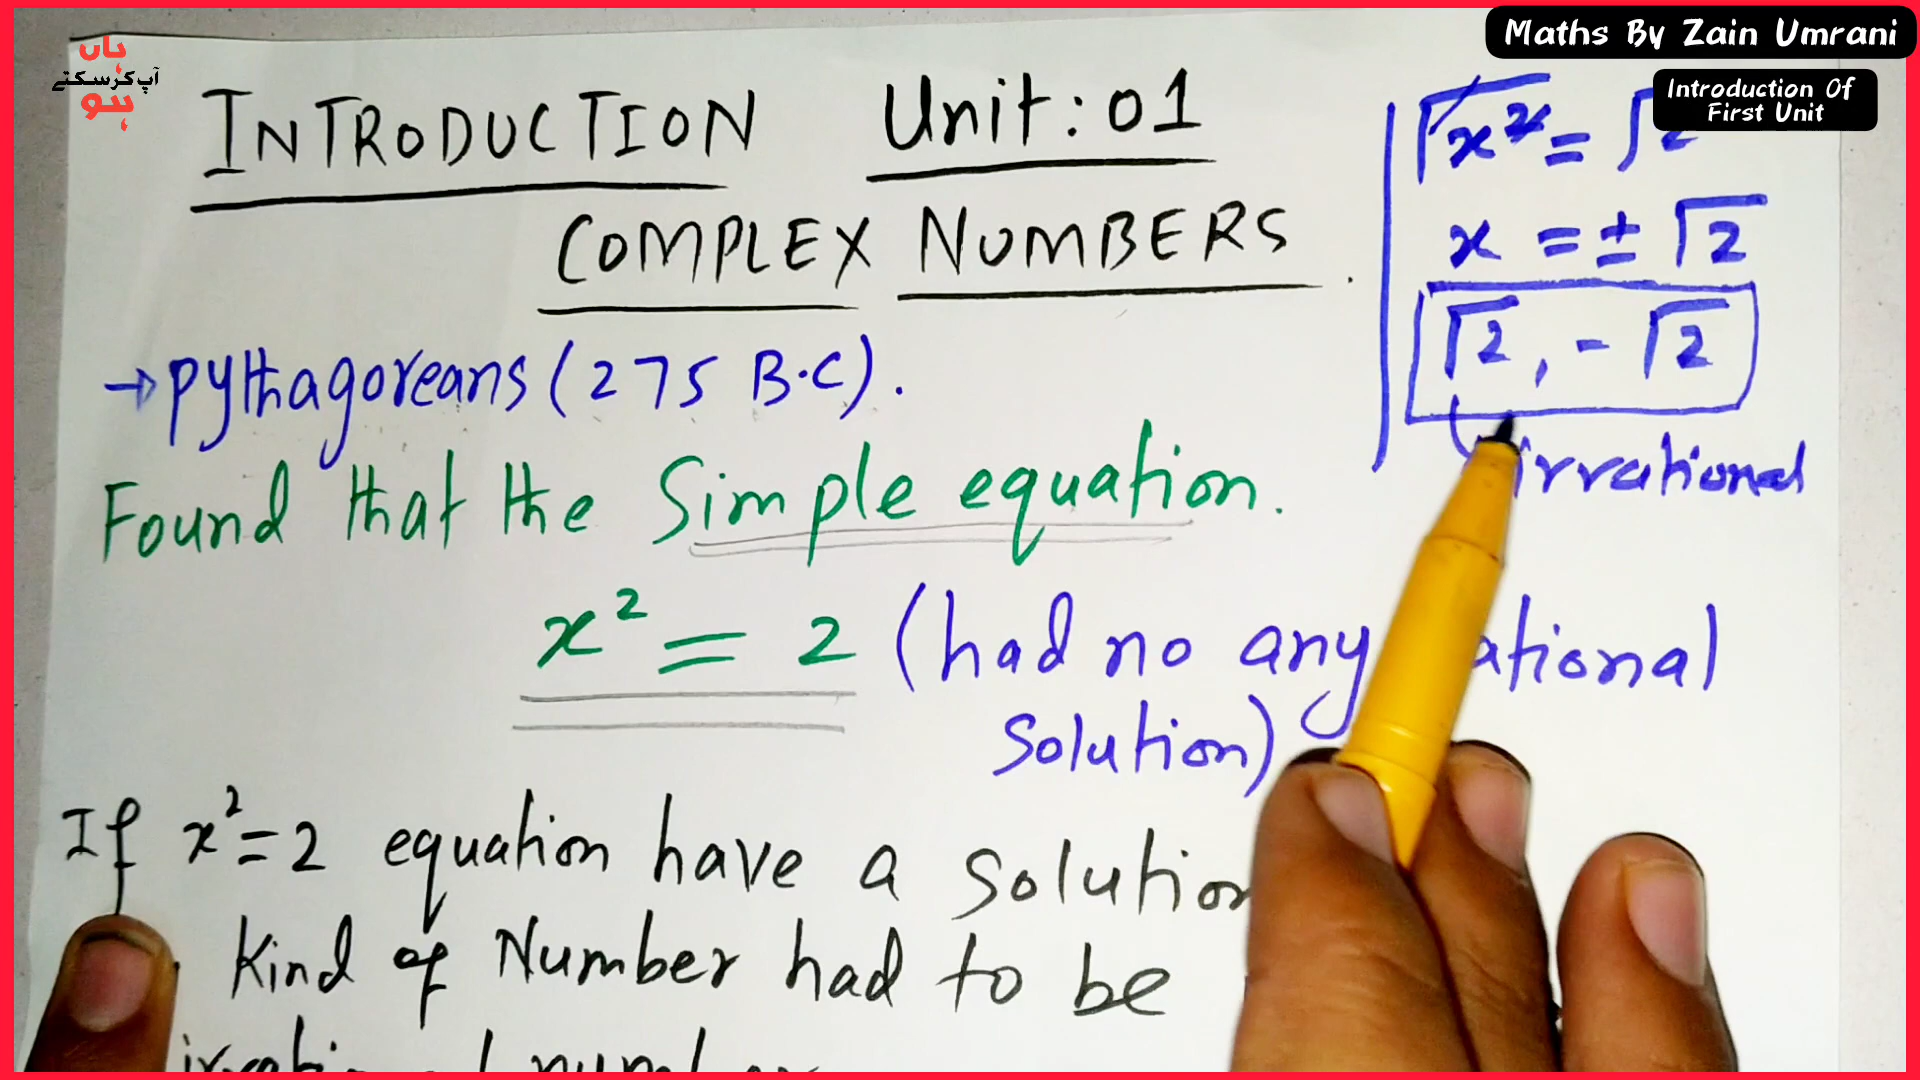 Maths By Zain Umrani
Introduction Of
First Unit
ہاں
آپ کر سکتے
ہو
INTRODUCTION Unit:01
COMPLEX NUMBERS.
→pythagoreans (275 B.C).
Found that the Simple equation.
x² = 2 (had no any
solution)
If x²=2 equation have a solution
Kind of Number had to be
√x² = √2
x = ± √2
√2, - √2
irrational